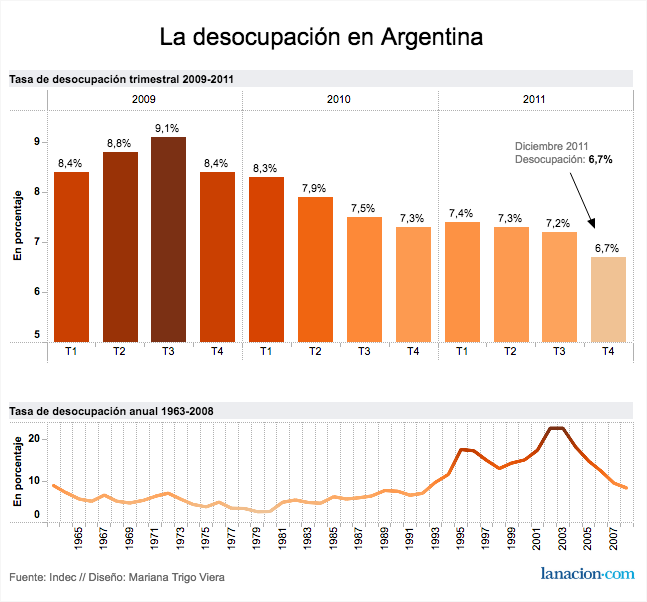 La desocupación en Argentina
Tasa de desocupación trimestral 2009-2011
2009 2010 2011
En porcentaje
9
8
7
6
5
8,4% 8,8% 9,1% 8,4% 8,3% 7,9% 7,5% 7,3% 7,4% 7,3% 7,2% 6,7%
Diciembre 2011
Desocupación: 6,7%
T1 T2 T3 T4 T1 T2 T3 T4 T1 T2 T3 T4
Tasa de desocupación anual 1963-2008
En porcentaje
20
10
0
1965 1967 1969 1971 1973 1975 1977 1979 1981 1983 1985 1987 1989 1991 1993 1995 1997 1999 2001 2003 2005 2007
Fuente: Indec // Diseño: Mariana Trigo Viera
lanacion.com